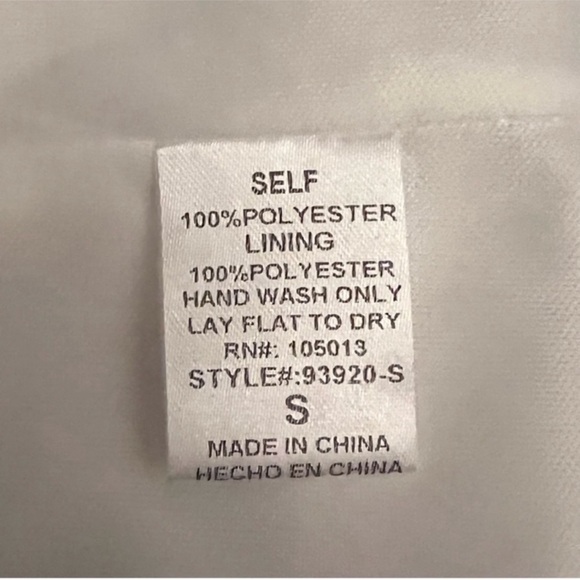 SELF
100%POLYESTER
LINING
100%POLYESTER
HAND WASH ONLY
LAY FLAT TO DRY
RN#: 105013
STYLE#:93920-S
S
MADE IN CHINA
HECHO EN CHINA